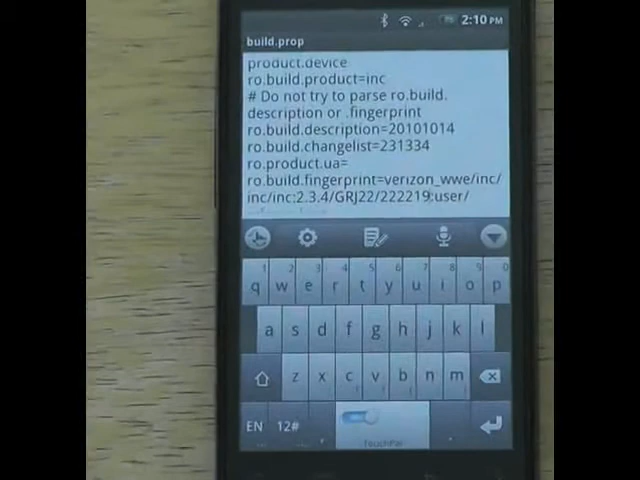 2:10 PM
build.prop
product.device
ro.build.product=inc
# Do not try to parse ro.build.
description or .fingerprint
ro.build.description=20101014
ro.build.changelist=231334
ro.product.ua=
ro.build.fingerprint=verizon_wwe/inc/
inc/inc:2.3.4/GRJ22/222219:user/
1 2 3 4 5 6 7 8 9 0
q w e r t y u i o p
a s d f g h j k l
z x c v b n m
EN 12#
TouchPal